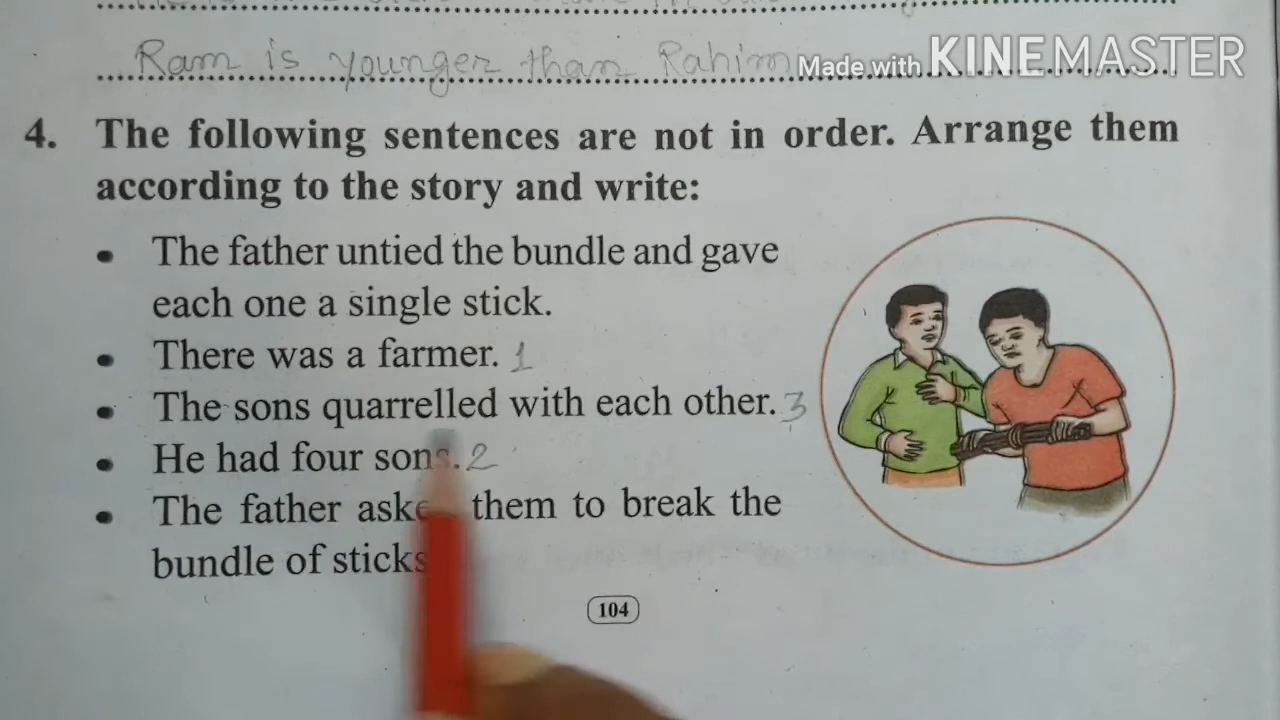 Ram is younger than Rahim
Made with KINEMASTER
4. The following sentences are not in order. Arrange them
according to the story and write:
• The father untied the bundle and gave
each one a single stick.
• There was a farmer. 1
• The sons quarrelled with each other. 3
• He had four sons. 2
• The father asked them to break the
bundle of sticks
104